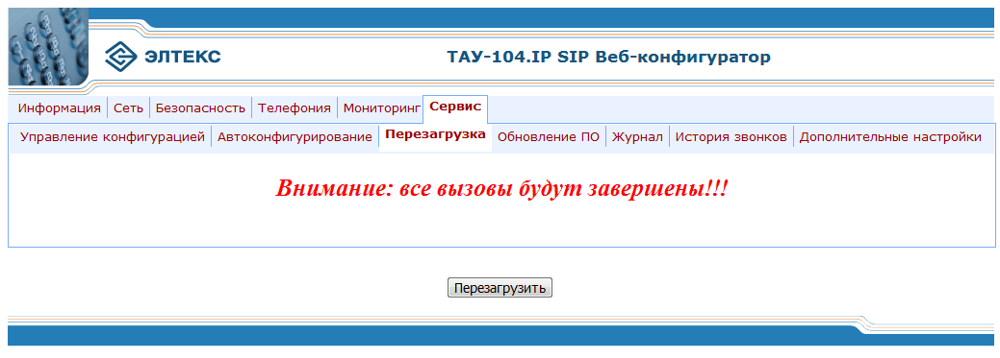 ЭЛТЕКС
ТАУ-104.IP SIP Веб-конфигуратор
Информация Сеть Безопасность Телефония Мониторинг Сервис
Управление конфигурацией Автоконфигурирование Перезагрузка Обновление ПО Журнал История звонков Дополнительные настройки
Внимание: все вызовы будут завершены!!!
Перезагрузить